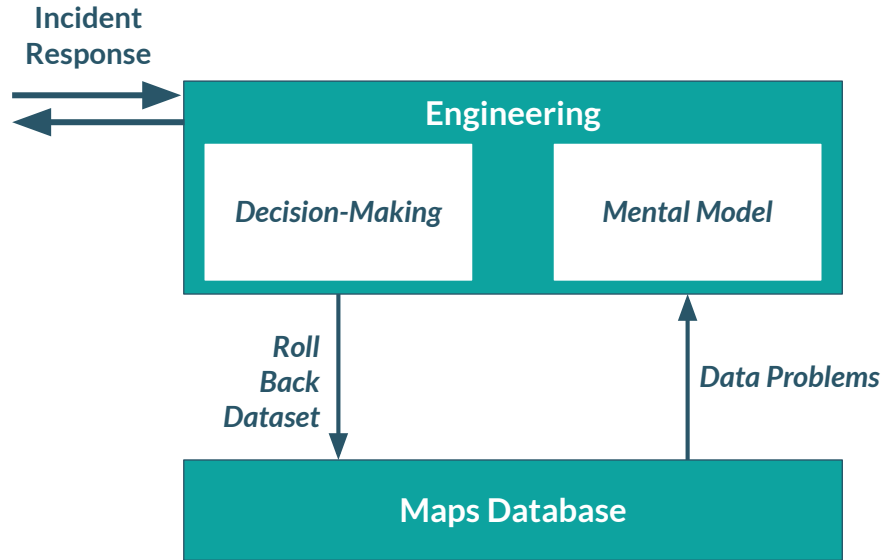 Incident
Response
Engineering
Decision-Making
Mental Model
Roll
Back
Dataset
Data Problems
Maps Database